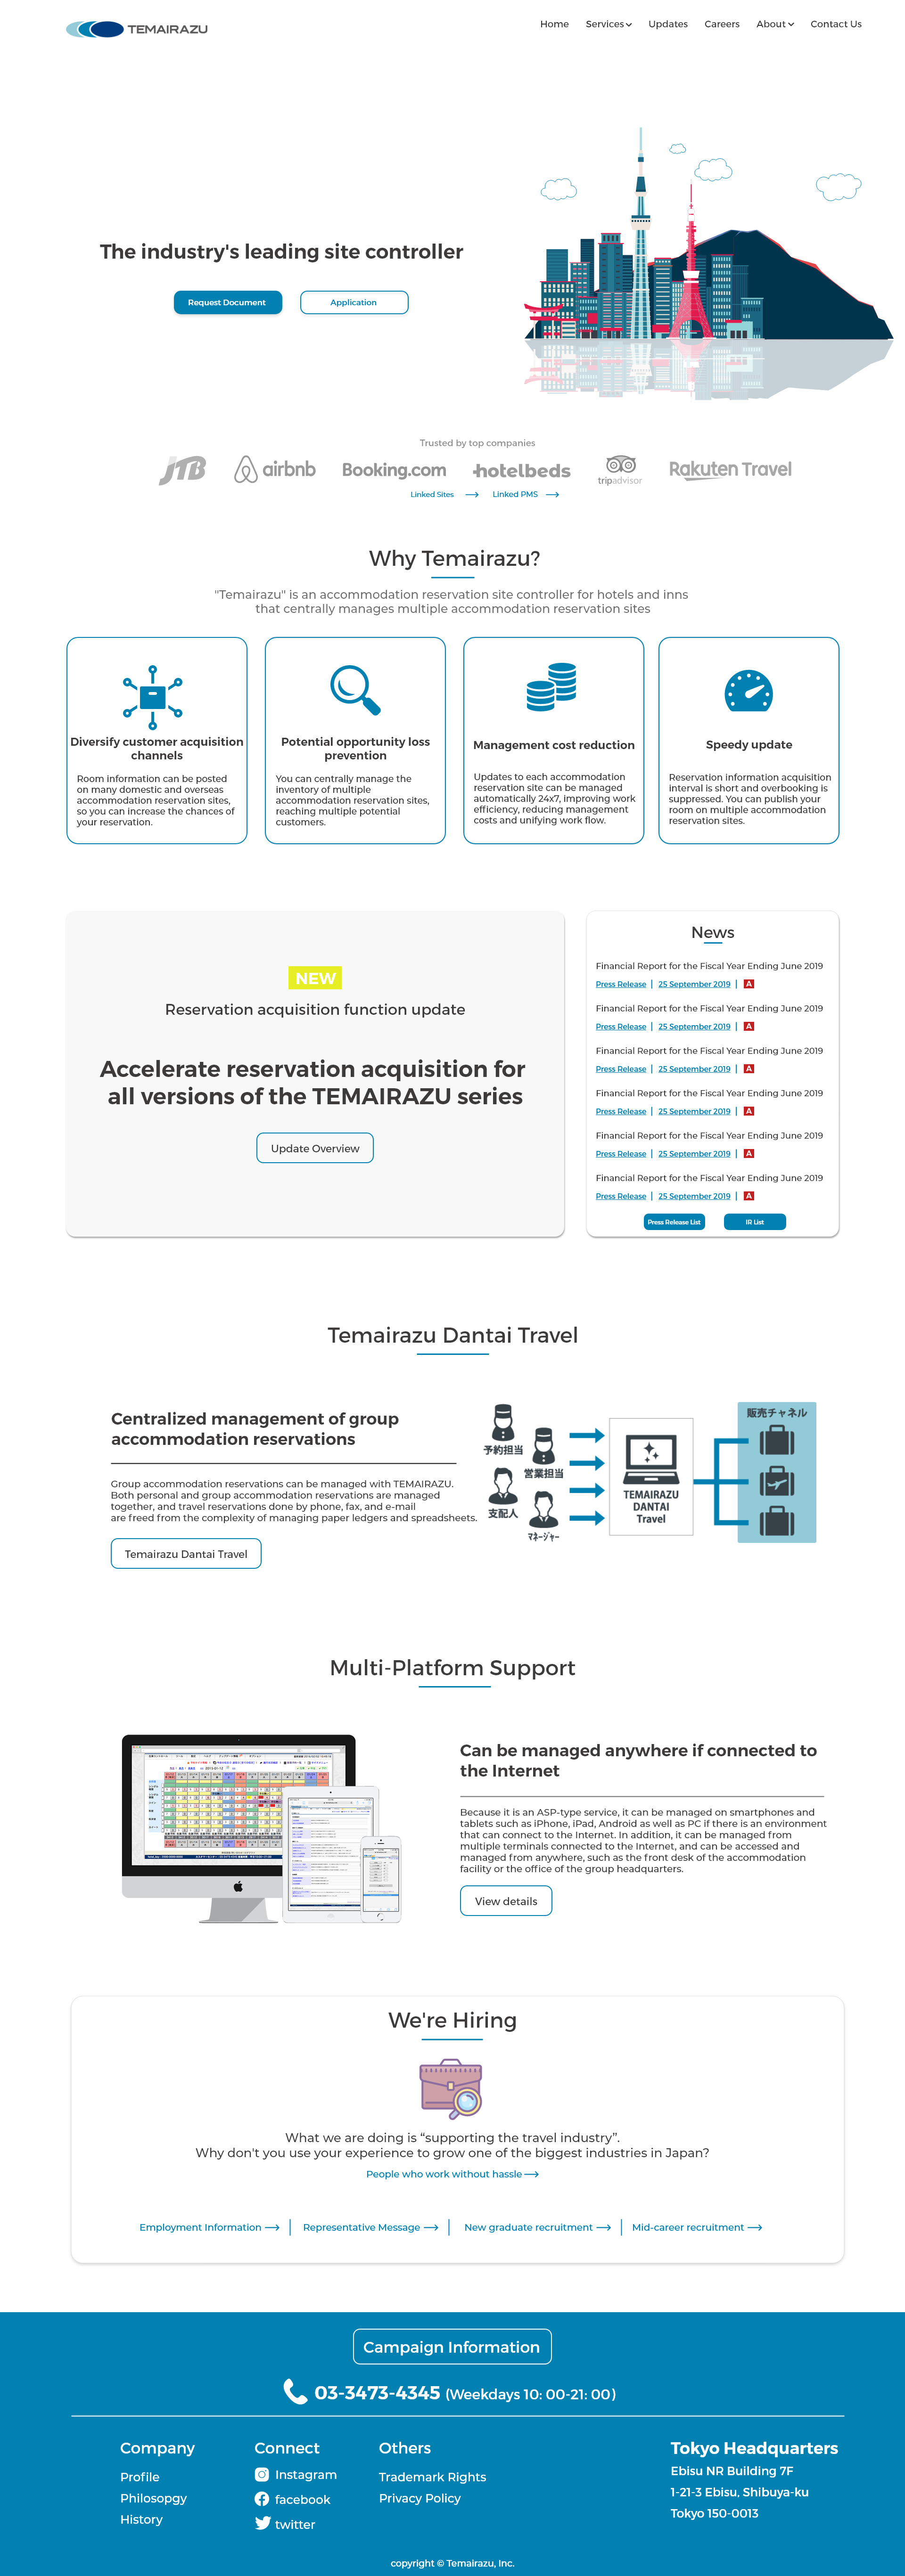 TEMAIRAZU
Home Services Updates Careers About Contact Us
The industry's leading site controller
Request Document Application
Trusted by top companies
JTB airbnb Booking.com hotelbeds tripadvisor Rakuten Travel
Linked Sites Linked PMS
Why Temairazu?
"Temairazu" is an accommodation reservation site controller for hotels and inns
that centrally manages multiple accommodation reservation sites
Diversify customer acquisition
channels
Room information can be posted
on many domestic and overseas
accommodation reservation sites,
so you can increase the chances of
your reservation.
Potential opportunity loss
prevention
You can centrally manage the
inventory of multiple
accommodation reservation sites,
reaching multiple potential
customers.
Management cost reduction
Updates to each accommodation
reservation site can be managed
automatically 24x7, improving work
efficiency, reducing management
costs and unifying work flow.
Speedy update
Reservation information acquisition
interval is short and overbooking is
suppressed. You can publish your
room on multiple accommodation
reservation sites.
NEW
Reservation acquisition function update
Accelerate reservation acquisition for
all versions of the TEMAIRAZU series
Update Overview
News
Financial Report for the Fiscal Year Ending June 2019
Press Release | 25 September 2019 |
Financial Report for the Fiscal Year Ending June 2019
Press Release | 25 September 2019 |
Financial Report for the Fiscal Year Ending June 2019
Press Release | 25 September 2019 |
Financial Report for the Fiscal Year Ending June 2019
Press Release | 25 September 2019 |
Financial Report for the Fiscal Year Ending June 2019
Press Release | 25 September 2019 |
Financial Report for the Fiscal Year Ending June 2019
Press Release | 25 September 2019 |
Press Release List IR List
Temairazu Dantai Travel
Centralized management of group
accommodation reservations
Group accommodation reservations can be managed with TEMAIRAZU.
Both personal and group accommodation reservation are managed
together, and travel reservations done by phone, fax, and e-mail
are freed from the complexity of managing paper ledgers and spreadsheets.
Temairazu Dantai Travel
予約担当
営業担当
支配人
マネージャー
TEMAIRAZU
DANTAI
Travel
販売チャネル
Multi-Platform Support
Can be managed anywhere if connected to
the Internet
Because it is an ASP-type service, it can be managed on smartphones and
tablets such as iPhone, iPad, Android as well as PC if there is an environment
that can connect to the Internet. In addition, it can be managed from
multiple terminals connected to the Internet, and can be accessed and
managed from anywhere, such as the front desk of the accommodation
facility or the office of the group headquarters.
View details
We're Hiring
What we are doing is “supporting the travel industry”.
Why don't you use your experience to grow one of the biggest industries in Japan?
People who work without hassle
Employment Information | Representative Message | New graduate recruitment | Mid-career recruitment
Campaign Information
03-3473-4345 (Weekdays 10: 00-21: 00)
Company
Profile
Philosopgy
History
Connect
Instagram
facebook
twitter
Others
Trademark Rights
Privacy Policy
Tokyo Headquarters
Ebisu NR Building 7F
1-21-3 Ebisu, Shibuya-ku
Tokyo 150-0013
copyright © Temairazu, Inc.